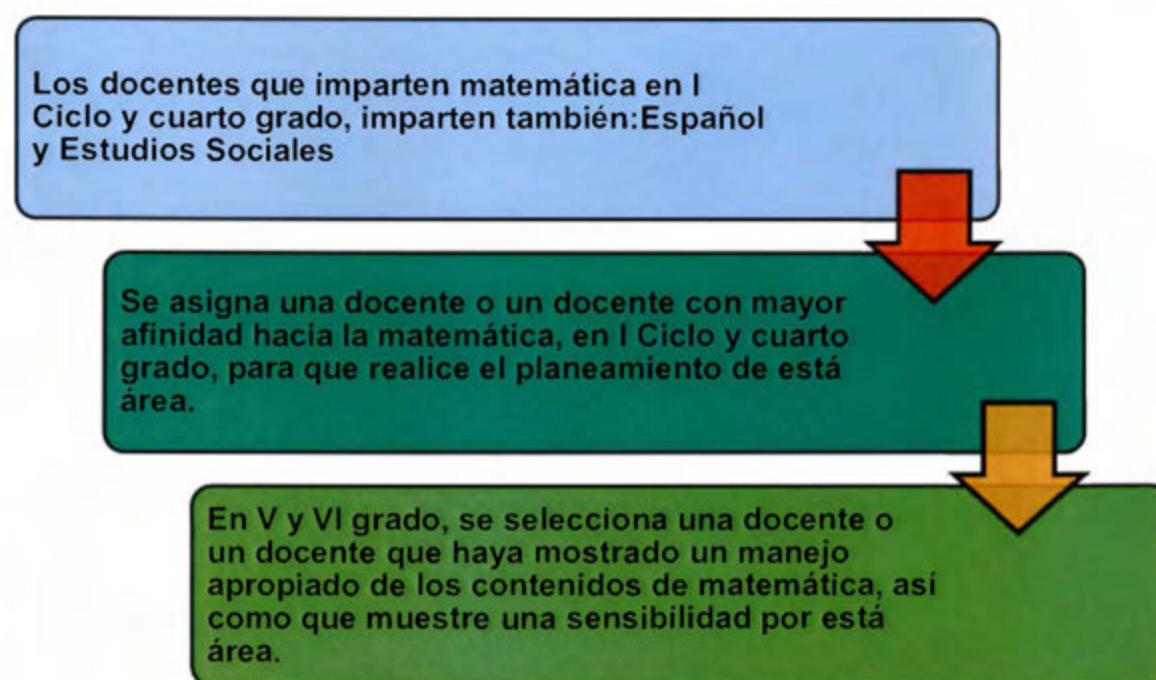 Los docentes que imparten matemática en I
Ciclo y cuarto grado, imparten también:Español
y Estudios Sociales
Se asigna una docente o un docente con mayor
afinidad hacia la matemática, en I Ciclo y cuarto
grado, para que realice el planeamiento de está
área.
En V y VI grado, se selecciona una docente o
un docente que haya mostrado un manejo
apropiado de los contenidos de matemática, así
como que muestre una sensibilidad por está
área.